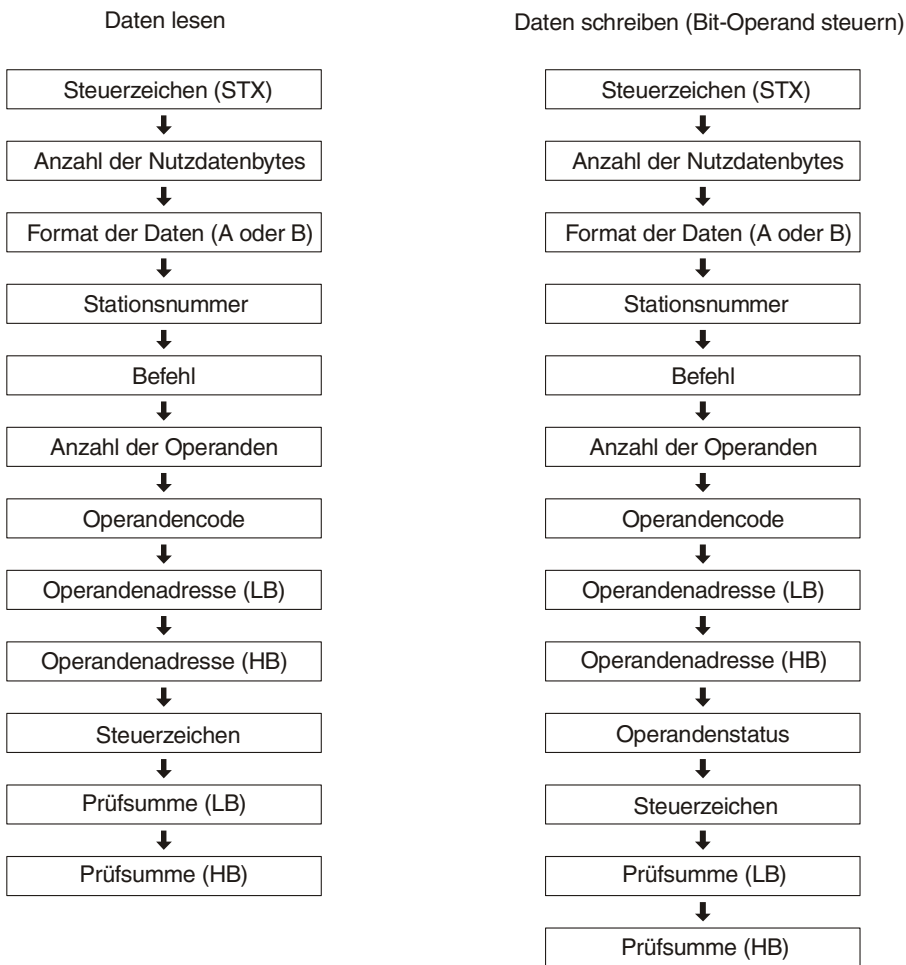 Daten lesen
Steuerzeichen (STX)
Anzahl der Nutzdatenbytes
Format der Daten (A oder B)
Stationsnummer
Befehl
Anzahl der Operanden
Operandencode
Operandenadresse (LB)
Operandenadresse (HB)
Steuerzeichen
Prüfsumme (LB)
Prüfsumme (HB)
Daten schreiben (Bit-Operand steuern)
Steuerzeichen (STX)
Anzahl der Nutzdatenbytes
Format der Daten (A oder B)
Stationsnummer
Befehl
Anzahl der Operanden
Operandencode
Operandenadresse (LB)
Operandenadresse (HB)
Operandenstatus
Steuerzeichen
Prüfsumme (LB)
Prüfsumme (HB)